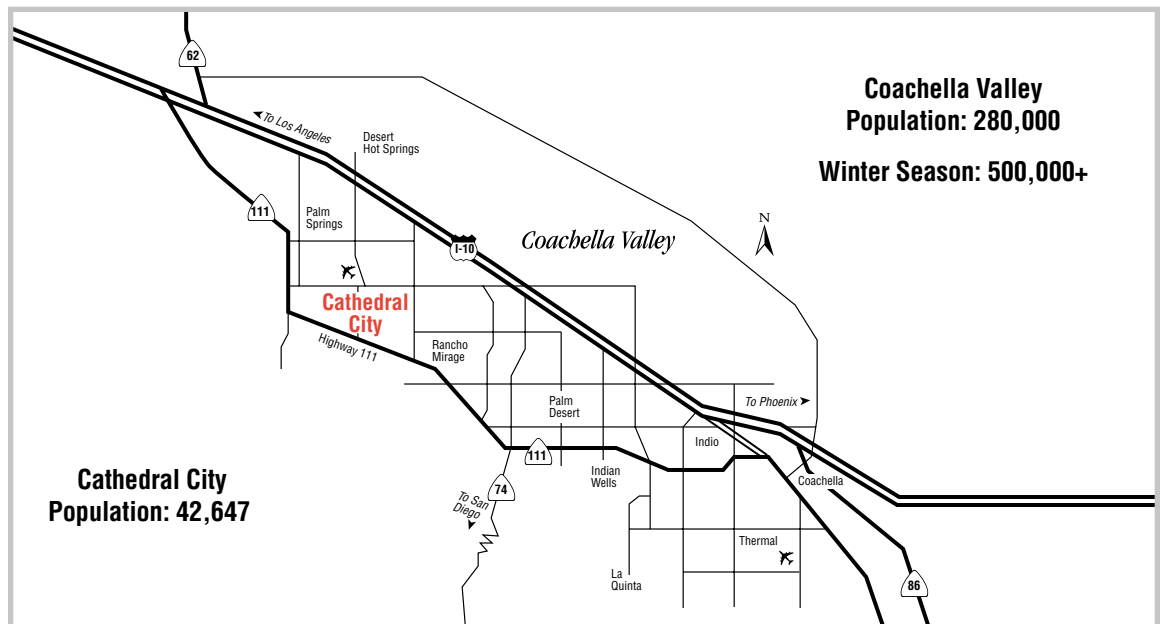 62
Coachella Valley
Population: 280,000
Winter Season: 500,000+
To Los Angeles
Desert
Hot Springs
111
Palm
Springs
N
I-10
Coachella Valley
Cathedral
City
Highway 111
Rancho
Mirage
To Phoenix
Palm
Desert
Indio
111
Cathedral City
Population: 42,647
Indian
Wells
Coachella
74
To San
Diego
Thermal
La
Quinta
86